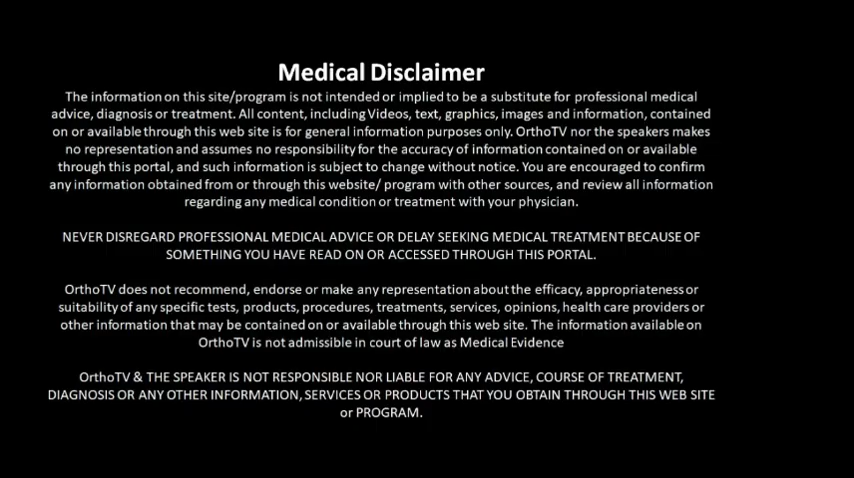 Medical Disclaimer
The information on this site/program is not intended or implied to be a substitute for professional medical
advice, diagnosis or treatment. All content, including Videos, text, graphics, images and information, contained
on or available through this web site is for general information purposes only. OrthoTV nor the speakers makes
no representation and assumes no responsibility for the accuracy of information contained on or available
through this portal, and such information is subject to change without notice. You are encouraged to confirm
any information obtained from or through this website/ program with other sources, and review all information
regarding any medical condition or treatment with your physician.
NEVER DISREGARD PROFESSIONAL MEDICAL ADVICE OR DELAY SEEKING MEDICAL TREATMENT BECAUSE OF
SOMETHING YOU HAVE READ ON OR ACCESSED THROUGH THIS PORTAL.
OrthoTV does not recommend, endorse or make any representation about the efficacy, appropriateness or
suitability of any specific tests, products, procedures, treatments, services, opinions, health care providers or
other information that may be contained on or available through this web site. The information available on
OrthoTV is not admissible in court of law as Medical Evidence
OrthoTV & THE SPEAKER IS NOT RESPONSIBLE NOR LIABLE FOR ANY ADVICE, COURSE OF TREATMENT,
DIAGNOSIS OR ANY OTHER INFORMATION, SERVICES OR PRODUCTS THAT YOU OBTAIN THROUGH THIS WEB SITE
or PROGRAM.